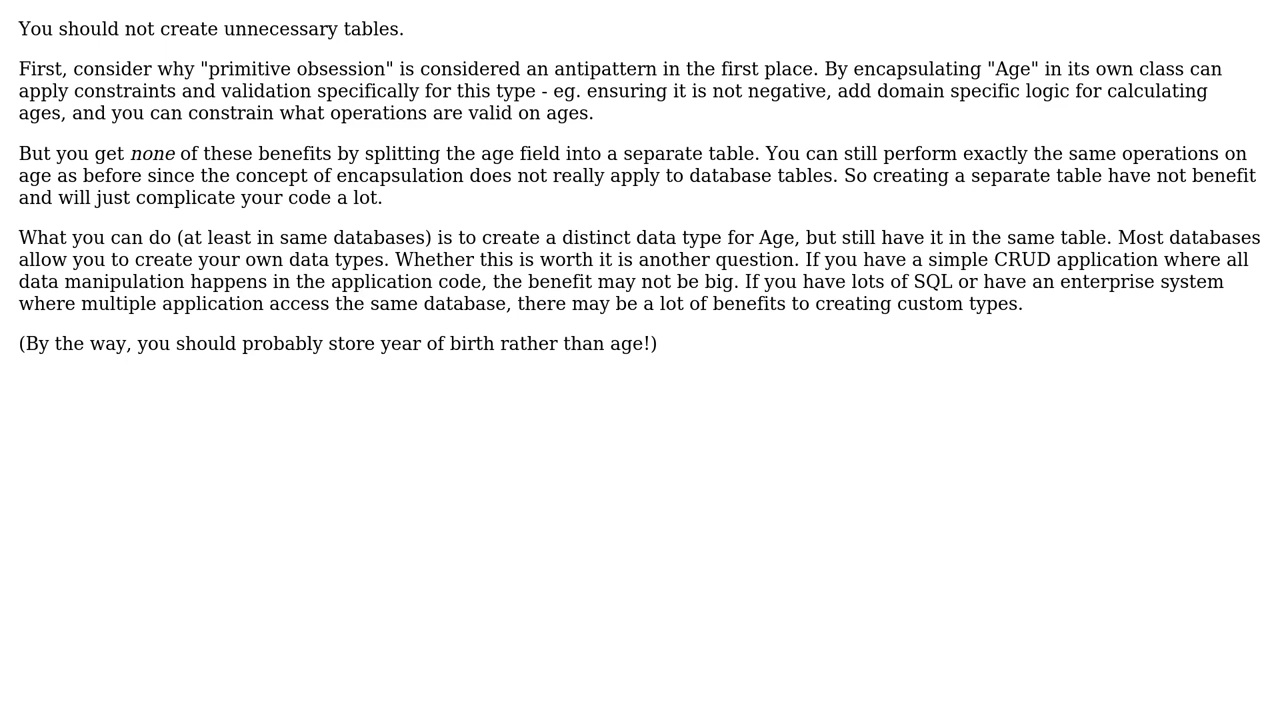 You should not create unnecessary tables.
First, consider why "primitive obsession" is considered an antipattern in the first place. By encapsulating "Age" in its own class can
apply constraints and validation specifically for this type - eg. ensuring it is not negative, add domain specific logic for calculating
ages, and you can constrain what operations are valid on ages.
But you get none of these benefits by splitting the age field into a separate table. You can still perform exactly the same operations on
age as before since the concept of encapsulation does not really apply to database tables. So creating a separate table have not benefit
and will just complicate your code a lot.
What you can do (at least in same databases) is to create a distinct data type for Age, but still have it in the same table. Most databases
allow you to create your own data types. Whether this is worth it is another question. If you have a simple CRUD application where all
data manipulation happens in the application code, the benefit may not be big. If you have lots of SQL or have an enterprise system
where multiple application access the same database, there may be a lot of benefits to creating custom types.
(By the way, you should probably store year of birth rather than age!)